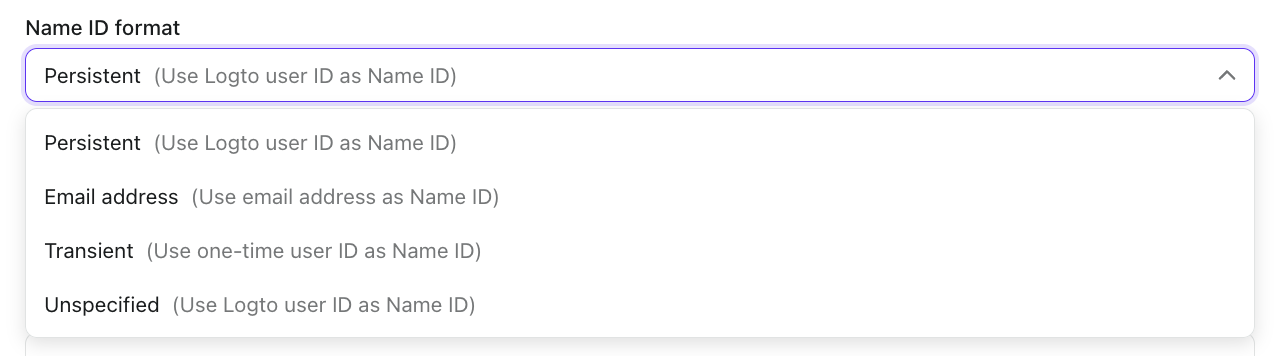 Name ID format
Persistent (Use Logto user ID as Name ID)
Persistent (Use Logto user ID as Name ID)
Email address (Use email address as Name ID)
Transient (Use one-time user ID as Name ID)
Unspecified (Use Logto user ID as Name ID)